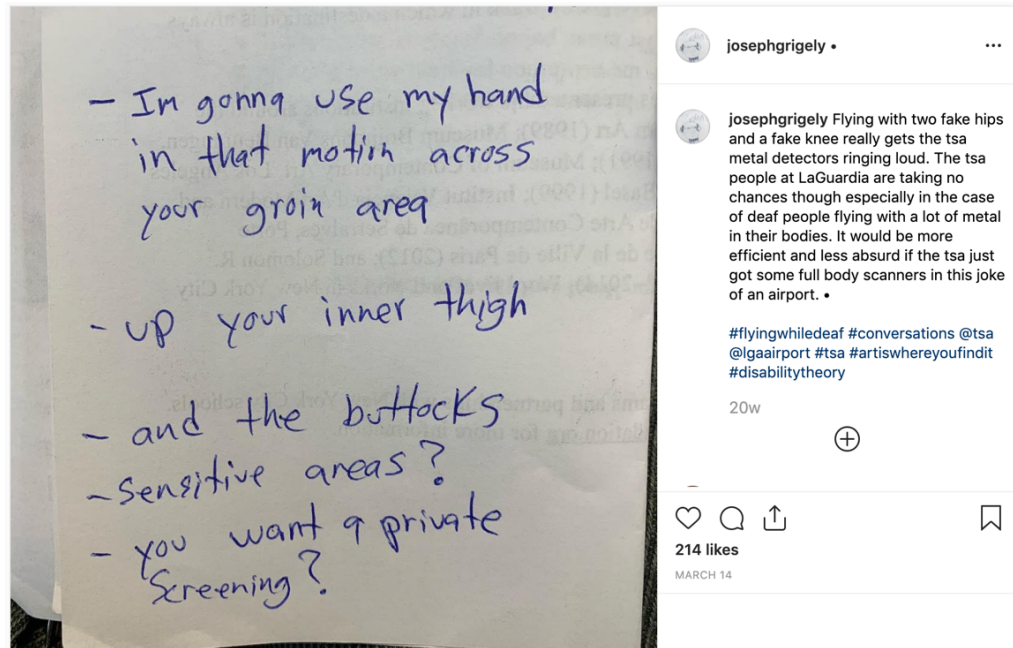 - Im gonna use my hand
in that motion across
your groin area
- up your inner thigh
- and the buttocks
- Sensitive areas?
- you want a private
Screening?
josephgrigely •
josephgrigely Flying with two fake hips
and a fake knee really gets the tsa
metal detectors ringing loud. The tsa
people at LaGuardia are taking no
chances though especially in the case
of deaf people flying with a lot of metal
in their bodies. It would be more
efficient and less absurd if the tsa just
got some full body scanners in this joke
of an airport. •
#flyingwhiledeaf #conversations @tsa
@lgaairport #tsa #artiswhereyoufindit
#disabilitytheory
20w
214 likes
MARCH 14